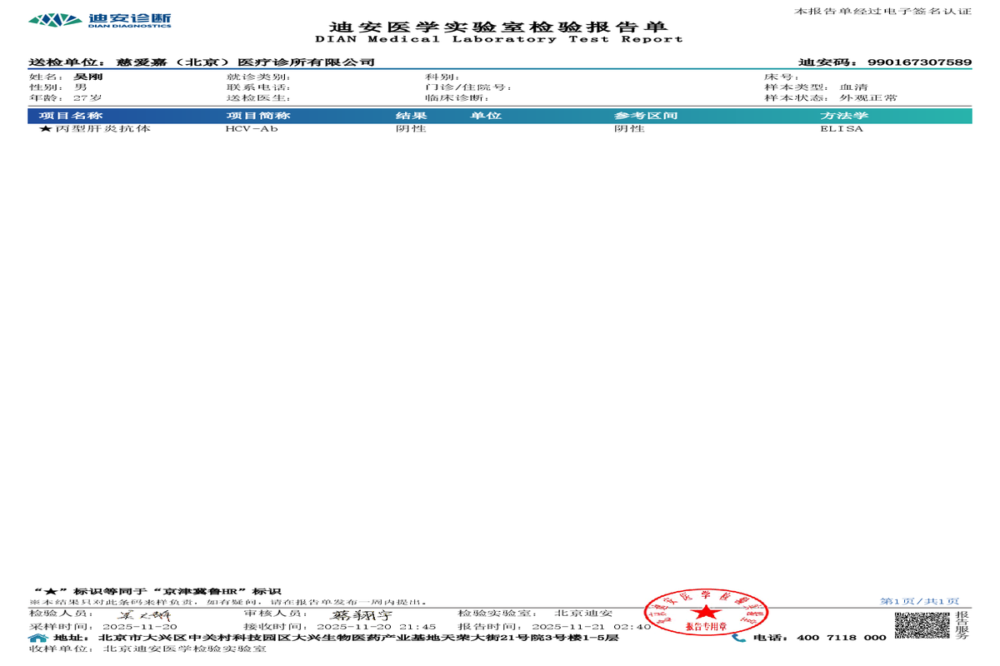 本报告单经过电子签名认证
迪安诊断
DIAN DIAGNOSTICS
迪安医学实验室检验报告单
DIAN Medical Laboratory Test Report
送检单位：慈爱嘉（北京）医疗诊所有限公司 迪安码：990167307589
姓名：吴刚 就诊类别： 科别： 床号：
性别：男 联系电话： 门诊/住院号： 样本类型：血清
年龄：27岁 送检医生： 临床诊断： 样本状态：外观正常
项目名称 项目简称 结果 单位 参考区间 方法学
★丙型肝炎抗体 HCV-Ab 阴性 阴性 ELISA
“★”标识等同于“京津冀鲁HR”标识
※本结果只对此条码来样负责，如有疑问，请在报告单发布一周内提出。
第1页/共1页
检验人员： 审核人员：蔡翔宇 检验实验室：北京迪安
采样时间：2025-11-20 接收时间：2025-11-20 21:45 报告时间：2025-11-21 02:40
报告专用章
地址：北京市大兴区中关村科技园区大兴生物医药产业基地天荣大街21号院3号楼1-5层 电话：400 7118 000
收样单位：北京迪安医学检验实验室
报告服务